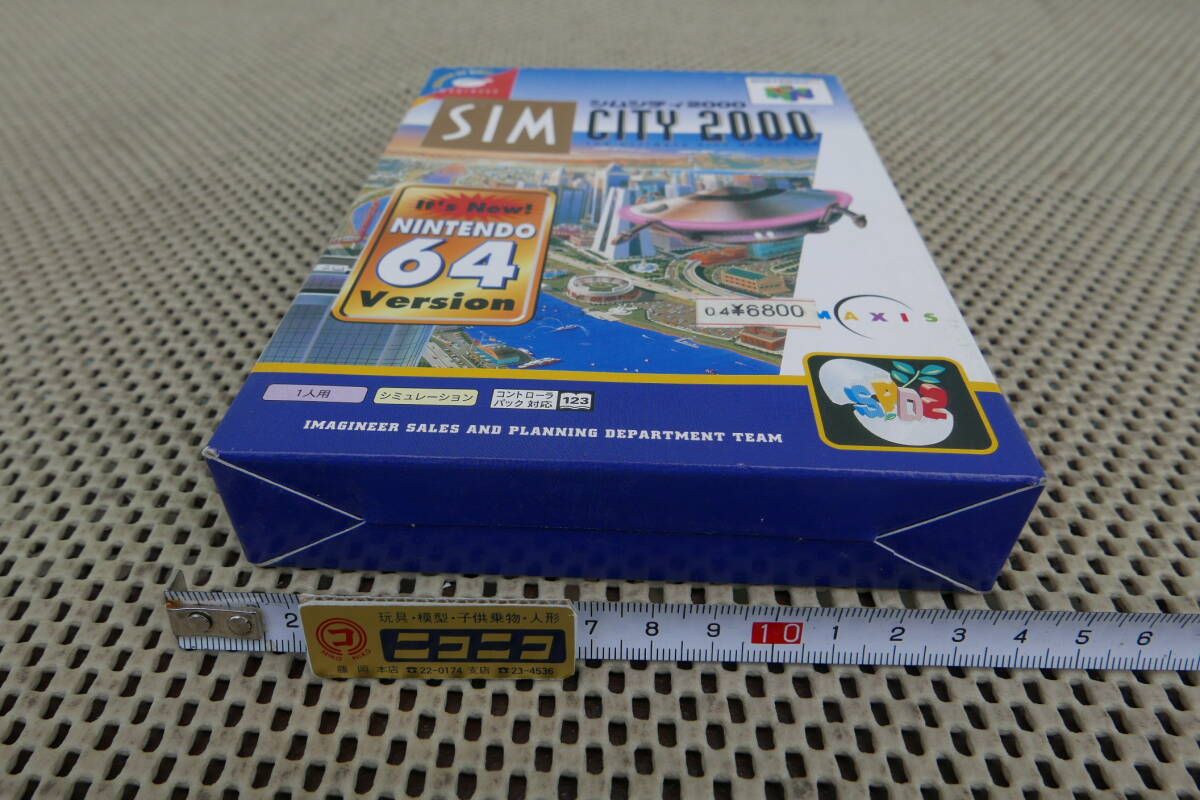 シムシティ2000
SIM CITY 2000
It's New!
NINTENDO
64
Version
04¥6800
MAXIS
1人用
シミュレーション
コントローラ
パック 対応 123
SPDZ
IMAGINEER SALES AND PLANNING DEPARTMENT TEAM
玩具・模型・子供乗物・人形
ニコニコ
本店 ☎22-0174 支店 ☎23-4536
2 7 8 9 10 1 2 3 4 5 6